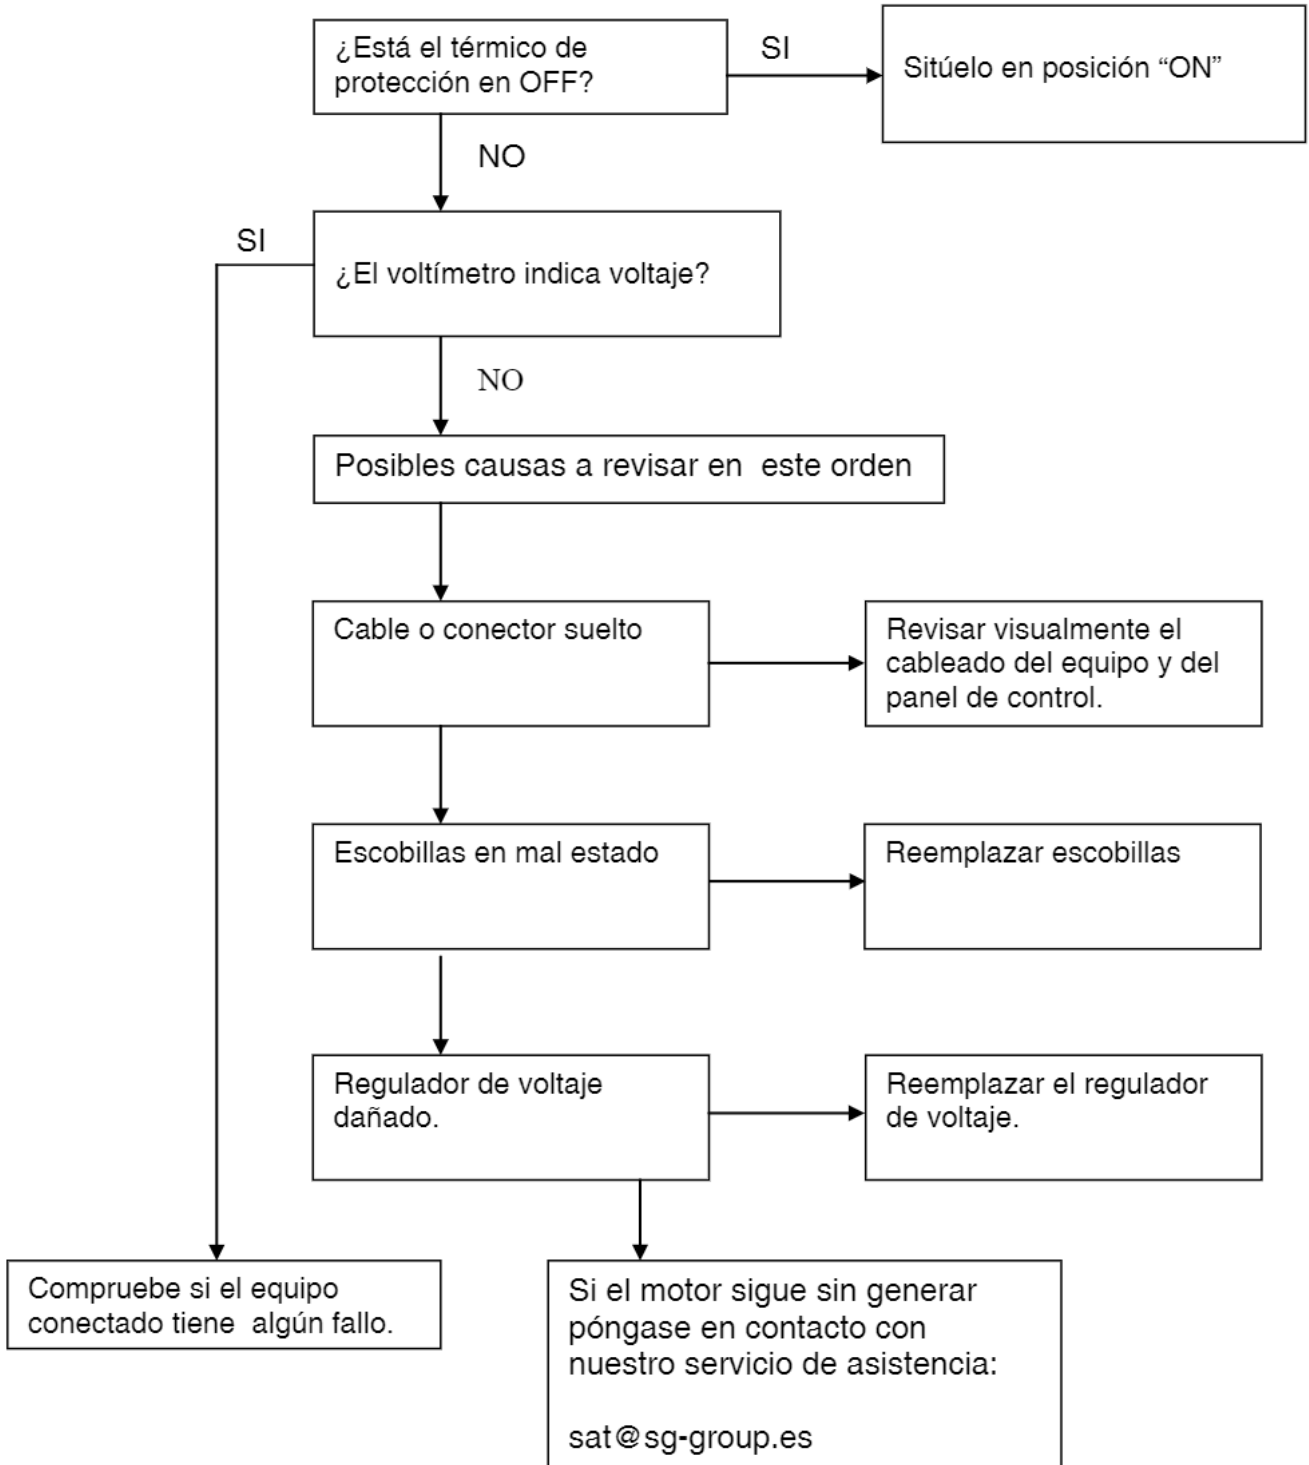 ¿Está el térmico de
protección en OFF?
SI
Sitúelo en posición “ON”
NO
SI
¿El voltímetro indica voltaje?
NO
Posibles causas a revisar en  este orden
Cable o conector suelto
Revisar visualmente el
cableado del equipo y del
panel de control.
Escobillas en mal estado
Reemplazar escobillas
Regulador de voltaje
dañado.
Reemplazar el regulador
de voltaje.
Compruebe si el equipo
conectado tiene  algún fallo.
Si el motor sigue sin generar
póngase en contacto con
nuestro servicio de asistencia:
sat@sg-group.es